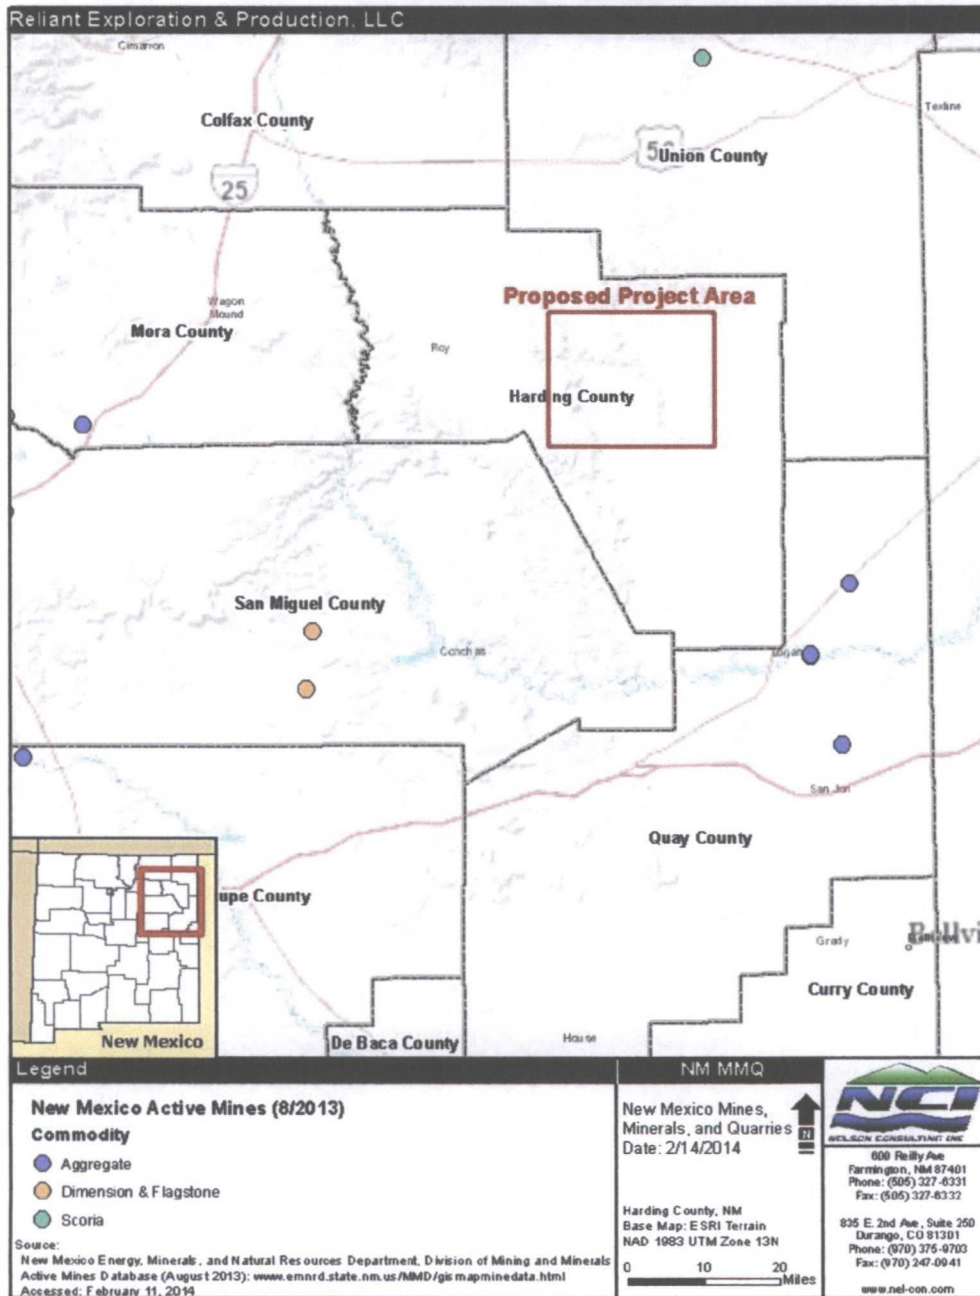 Reliant Exploration & Production, LLC
Cimarron
Colfax County
25
Union County
Texline
Proposed Project Area
Wagon
Mound
Mora County
Roy
Harding County
San Miguel County
Conchas
Logan
San Jon
Quay County
upe County
Grady
Curry County
House
De Baca County
New Mexico
Legend
New Mexico Active Mines (8/2013)
Commodity
Aggregate
Dimension & Flagstone
Scoria
Source:
New Mexico Energy, Minerals, and Natural Resources Department, Division of Mining and Minerals
Active Mines Database (August 2013): www.emnrd.state.nm.us/MMD/gismapminedata.html
Accessed: February 11, 2014
NM MMQ
New Mexico Mines,
Minerals, and Quarries
Date: 2/14/2014
N
Harding County, NM
Base Map: ESRI Terrain
NAD 1983 UTM Zone 13N
0 10 20
Miles
NCI
NELSON CONSULTING INC
600 Reilly Ave
Farmington, NM 87401
Phone: (505) 327-6331
Fax: (505) 327-6332
835 E. 2nd Ave, Suite 250
Durango, CO 81301
Phone: (970) 375-9703
Fax: (970) 247-0941
www.nel-con.com